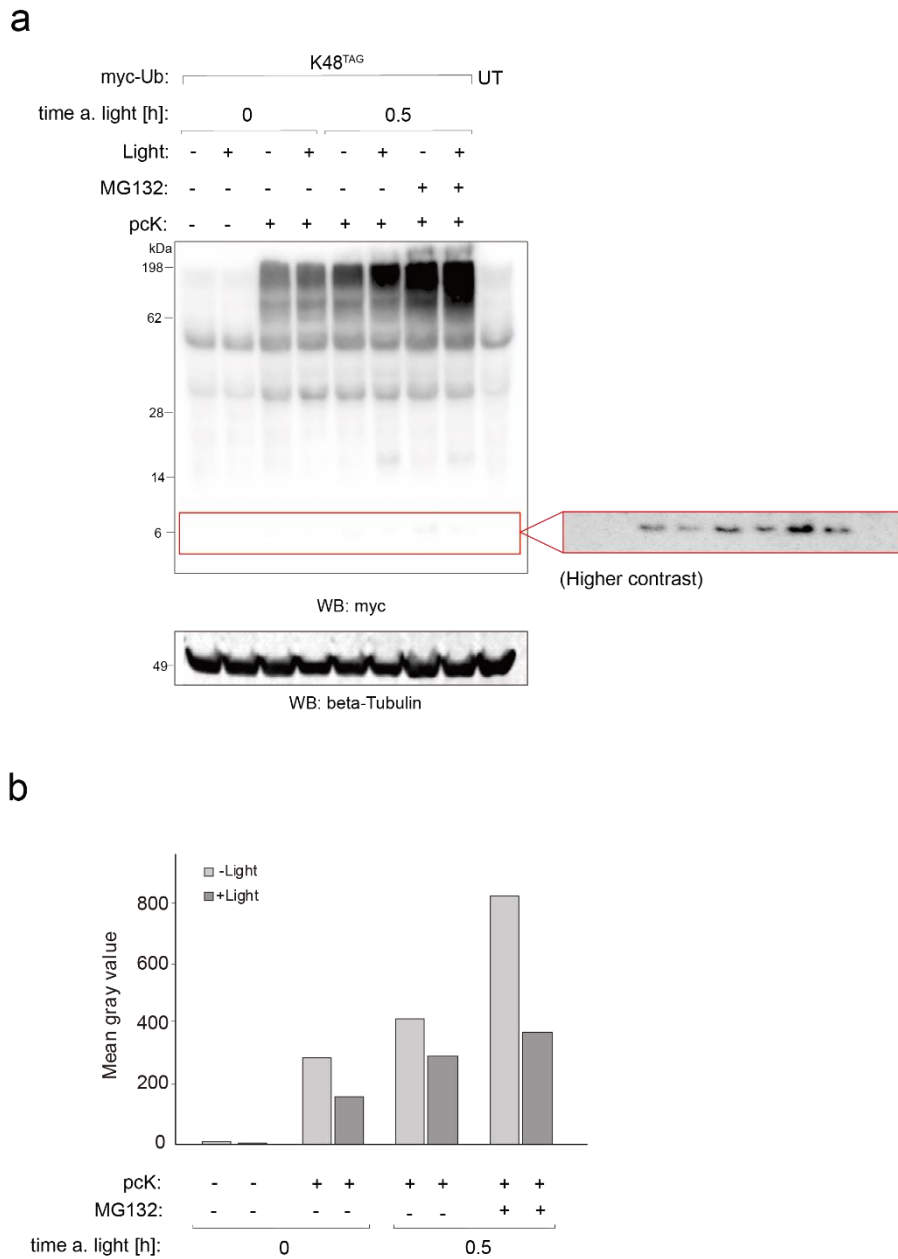 a
K48TAG
myc-Ub: UT
time a. light [h]: 0 0.5
Light: - + - + - + - +
MG132: - - - - - - + +
pcK: - - + + + + + +
kDa
198
62
28
14
6
(Higher contrast)
WB: myc
49
WB: beta-Tubulin
b
-Light
+Light
Mean gray value
800
600
400
200
0
pcK: - - + + + + + +
MG132: - - - - - - + +
time a. light [h]: 0 0.5